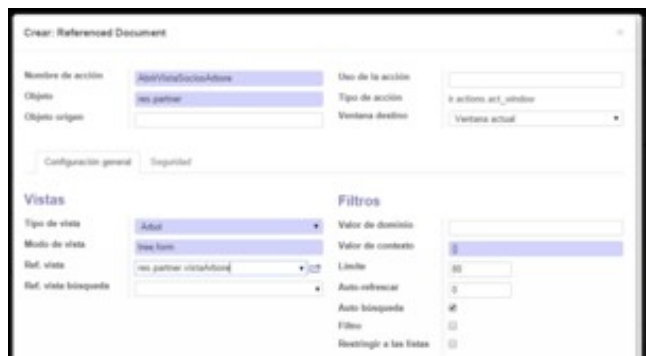 Crear: Referenced Document
Nombre de acción AbrirVistaSociosArbore Uso de la acción
Objeto res.partner Tipo de acción ir.actions.act_window
Objeto origen Ventana destino Ventana actual
Configuración general Seguridad
Vistas Filtros
Tipo de vista Árbol Valor de dominio
Modo de vista tree,form Valor de contexto {}
Ref. vista res.partner.vistaArbore Límite 80
Ref. vista búsqueda Auto-refrescar 0
Auto búsqueda
Filtro
Restringir a las listas